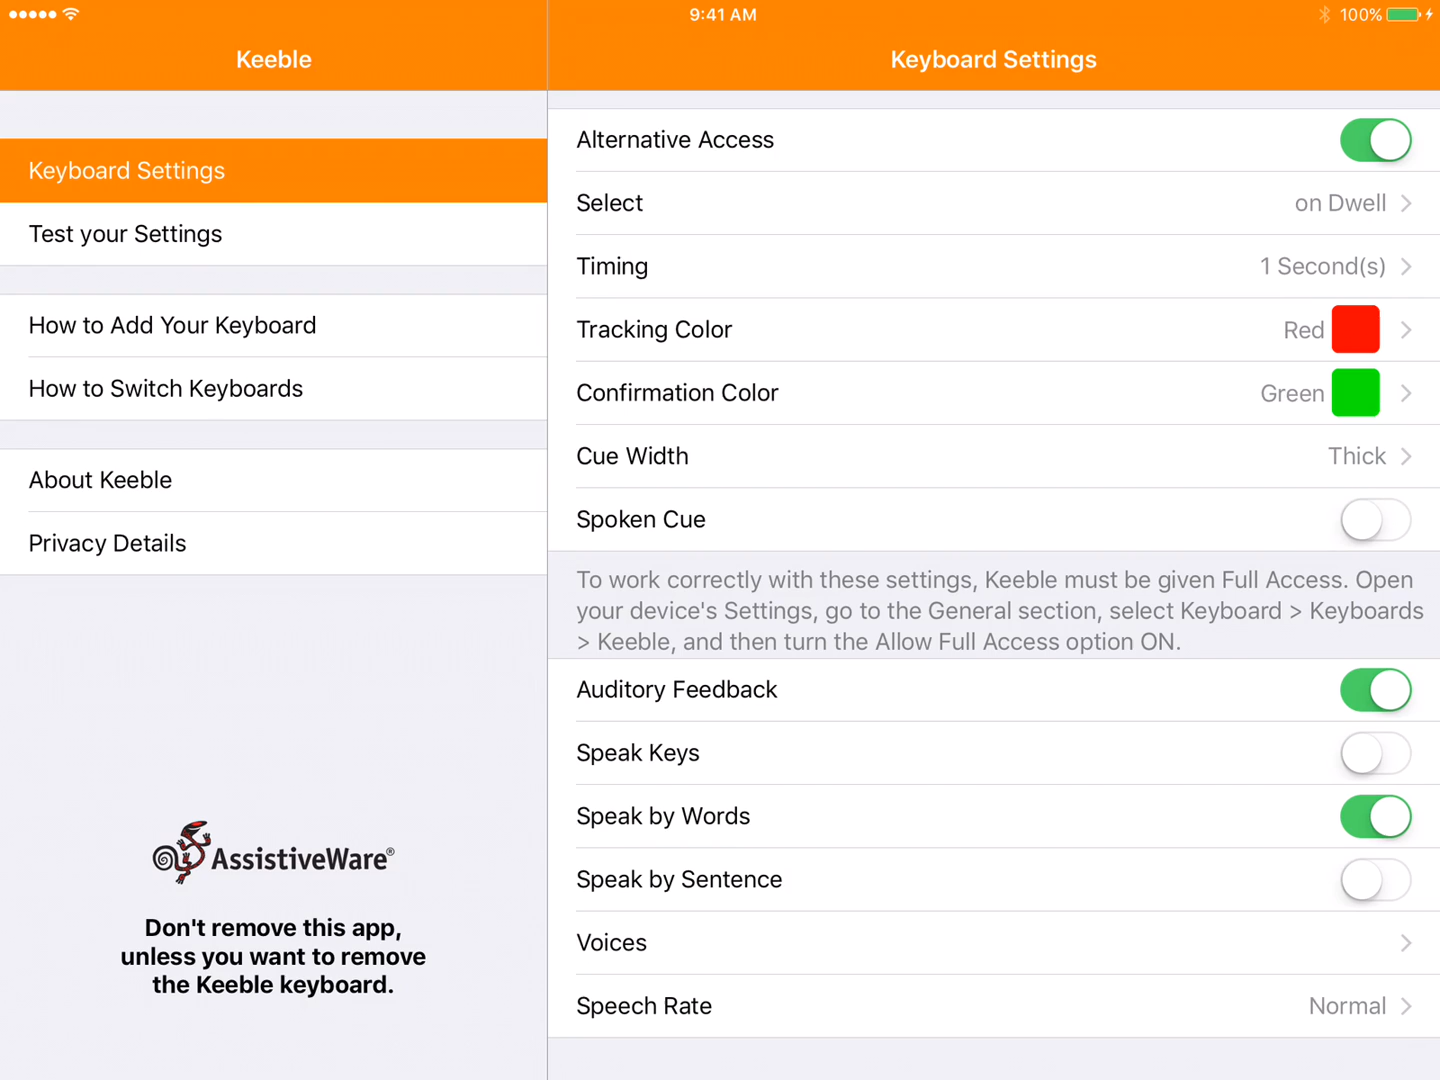 9:41 AM
100%
Keeble
Keyboard Settings
Keyboard Settings
Test your Settings
How to Add Your Keyboard
How to Switch Keyboards
About Keeble
Privacy Details
AssistiveWare®
Don't remove this app,
unless you want to remove
the Keeble keyboard.
Alternative Access
Select on Dwell
Timing 1 Second(s)
Tracking Color Red
Confirmation Color Green
Cue Width Thick
Spoken Cue
To work correctly with these settings, Keeble must be given Full Access. Open
your device's Settings, go to the General section, select Keyboard > Keyboards
> Keeble, and then turn the Allow Full Access option ON.
Auditory Feedback
Speak Keys
Speak by Words
Speak by Sentence
Voices
Speech Rate Normal